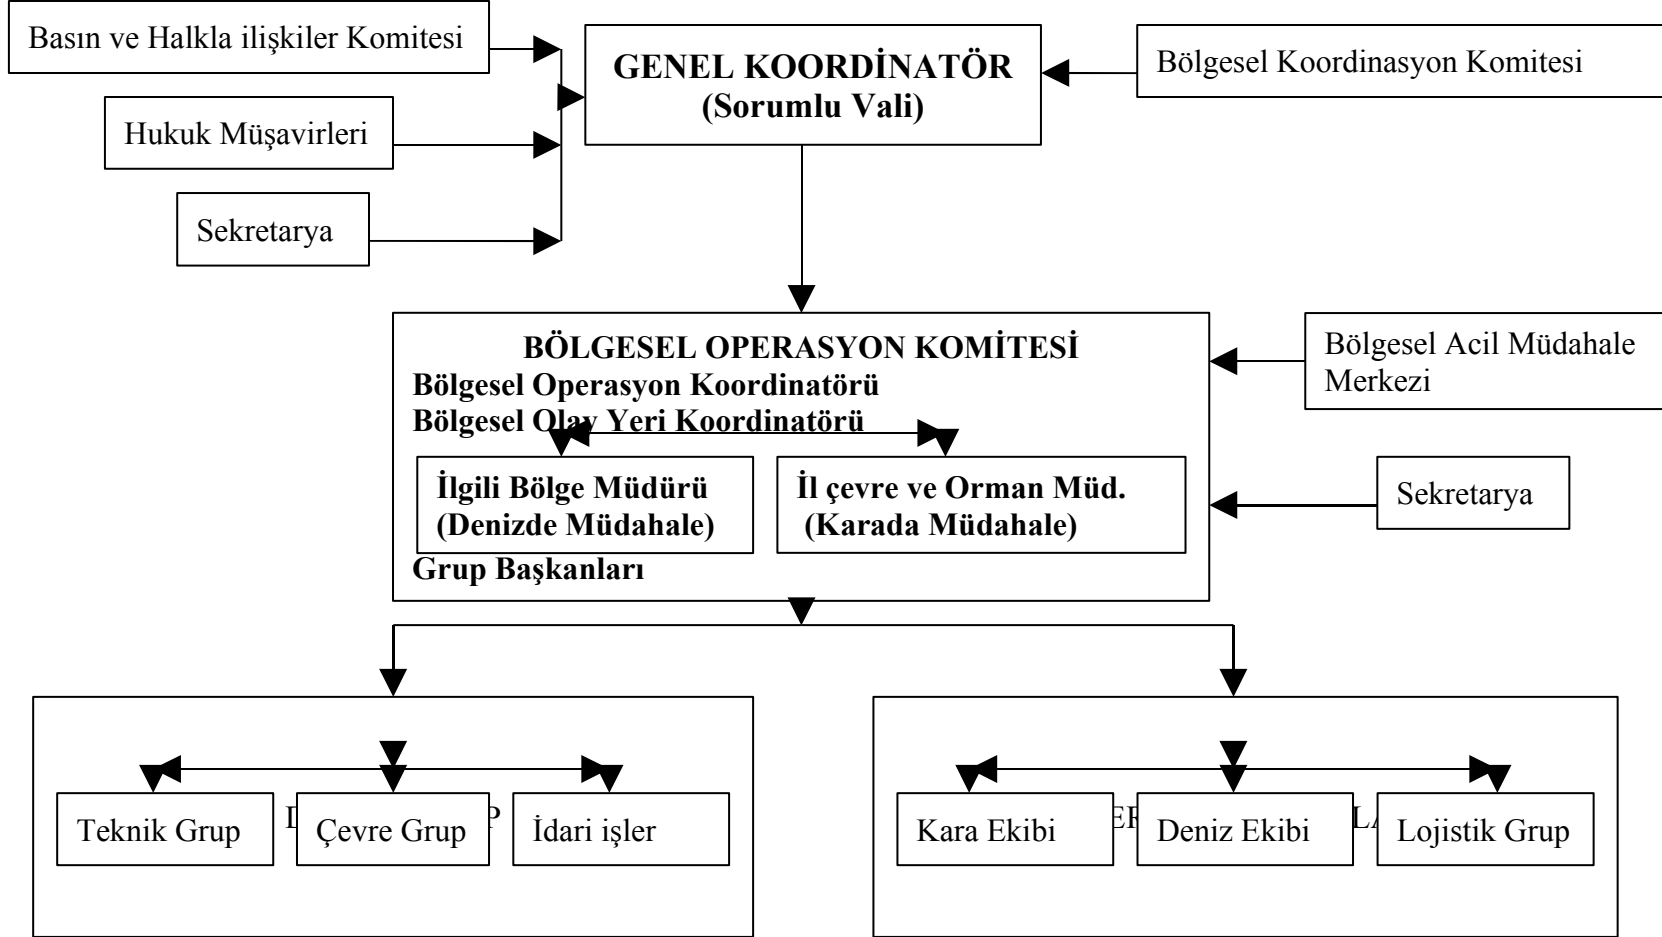 Basın ve Halkla ilişkiler Komitesi
GENEL KOORDİNATÖR
(Sorumlu Vali)
Bölgesel Koordinasyon Komitesi
Hukuk Müşavirleri
Sekretarya
BÖLGESEL OPERASYON KOMİTESİ
Bölgesel Operasyon Koordinatörü
Bölgesel Olay Yeri Koordinatörü
Bölgesel Acil Müdahale
Merkezi
İlgili Bölge Müdürü
(Denizde Müdahale)
İl çevre ve Orman Müd.
(Karada Müdahale)
Sekretarya
Grup Başkanları
Teknik Grup
Çevre Grup
İdari işler
Kara Ekibi
Deniz Ekibi
Lojistik Grup